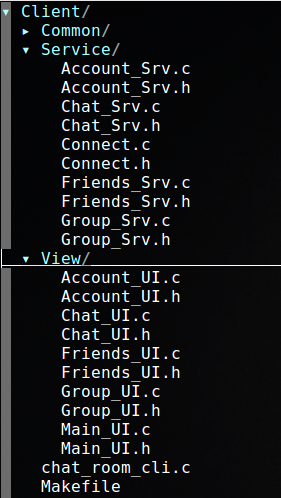 ▾ Client/
▸ Common/
▾ Service/
Account_Srv.c
Account_Srv.h
Chat_Srv.c
Chat_Srv.h
Connect.c
Connect.h
Friends_Srv.c
Friends_Srv.h
Group_Srv.c
Group_Srv.h
▾ View/
Account_UI.c
Account_UI.h
Chat_UI.c
Chat_UI.h
Friends_UI.c
Friends_UI.h
Group_UI.c
Group_UI.h
Main_UI.c
Main_UI.h
chat_room_cli.c
Makefile